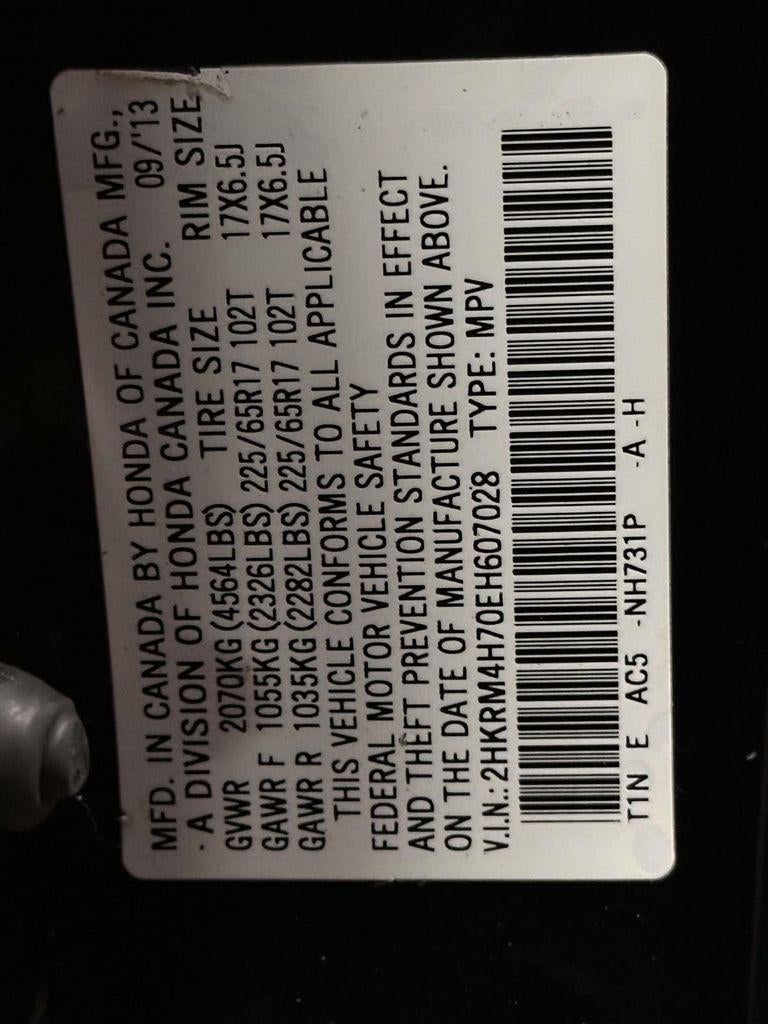 MFD. IN CANADA BY HONDA OF CANADA MFG.,
· A DIVISION OF HONDA CANADA INC. 09/'13
GVWR 2070KG (4564LBS) TIRE SIZE RIM SIZE
GAWR F 1055KG (2326LBS) 225/65R17 102T 17X6.5J
GAWR R 1035KG (2282LBS) 225/65R17 102T 17X6.5J
THIS VEHICLE CONFORMS TO ALL APPLICABLE
FEDERAL MOTOR VEHICLE SAFETY
AND THEFT PREVENTION STANDARDS IN EFFECT
ON THE DATE OF MANUFACTURE SHOWN ABOVE.
V.I.N.: 2HKRM4H70EH607028 TYPE: MPV
T1N E AC5 -NH731P -A -H